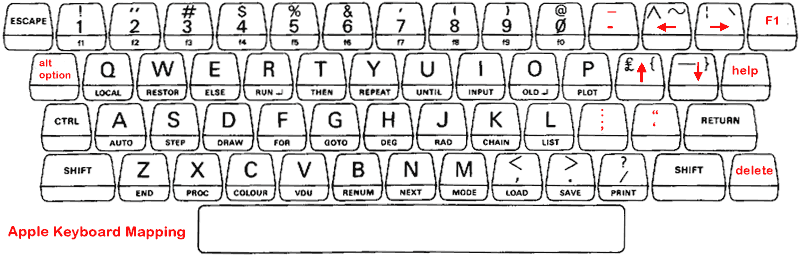 ESCAPE ! 1 f1 " 2 f2 # 3 f3 $ 4 f4 % 5 f5 & 6 f6 ' 7 f7 ( 8 f8 ) 9 f9 @ Ø f0 _ - ^ ~ ← ¦ \ → F1
alt option Q LOCAL W RESTOR E ELSE R RUN ↵ T THEN Y REPEAT U UNTIL I INPUT O OLD ↵ P PLOT £ ↑ { — ↓ } help
CTRL A AUTO S STEP D DRAW F FOR G GOTO H DEG J RAD K CHAIN L LIST : ; " ' RETURN
SHIFT Z END X PROC C COLOUR V VDU B RENUM N NEXT M MODE < , LOAD > . SAVE ? / PRINT SHIFT delete
Apple Keyboard Mapping